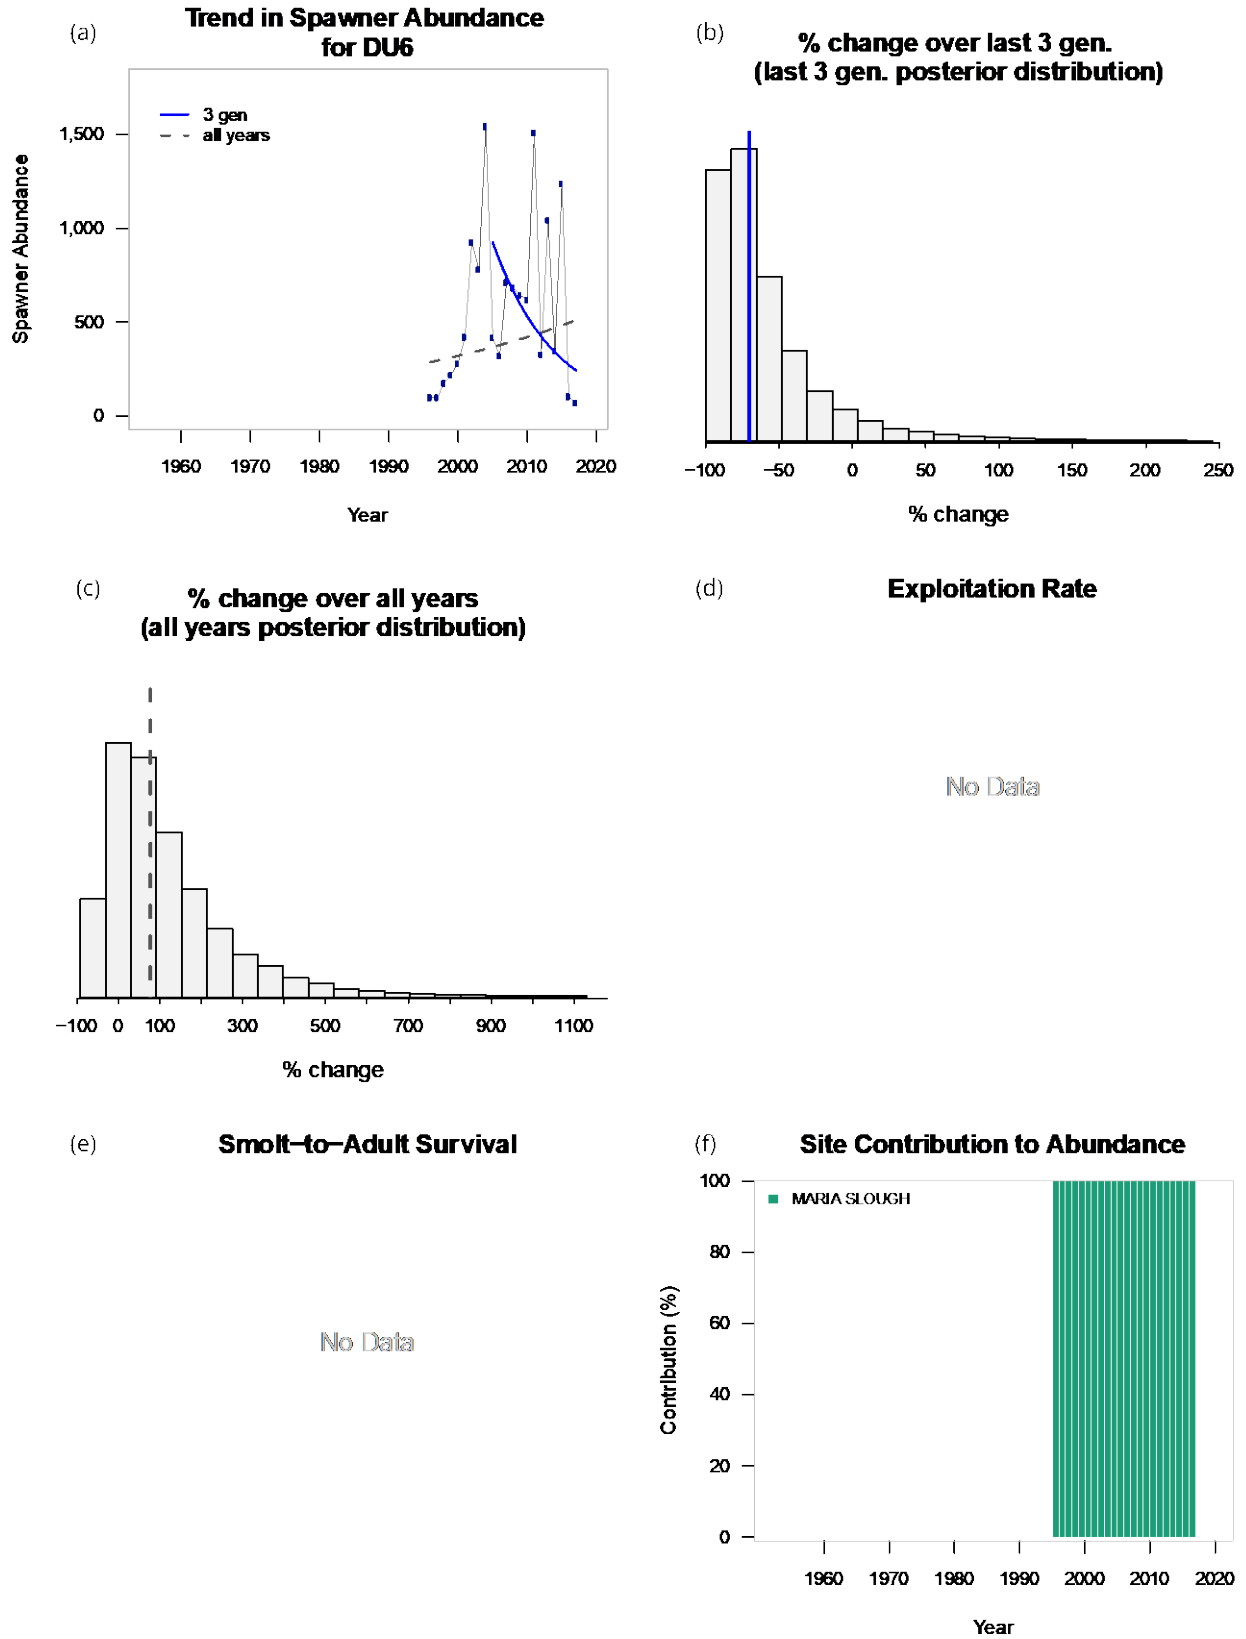 (a)
Trend in Spawner Abundance
for DU6
3 gen
all years
Spawner Abundance
1,500
1,000
500
0
1960 1970 1980 1990 2000 2010 2020
Year
(b)
% change over last 3 gen.
(last 3 gen. posterior distribution)
−100 −50 0 50 100 150 200 250
% change
(c)
% change over all years
(all years posterior distribution)
−100 0 100 300 500 700 900 1100
% change
(d)
Exploitation Rate
No Data
(e)
Smolt−to−Adult Survival
No Data
(f)
Site Contribution to Abundance
MARIA SLOUGH
Contribution (%)
100
80
60
40
20
0
1960 1970 1980 1990 2000 2010 2020
Year